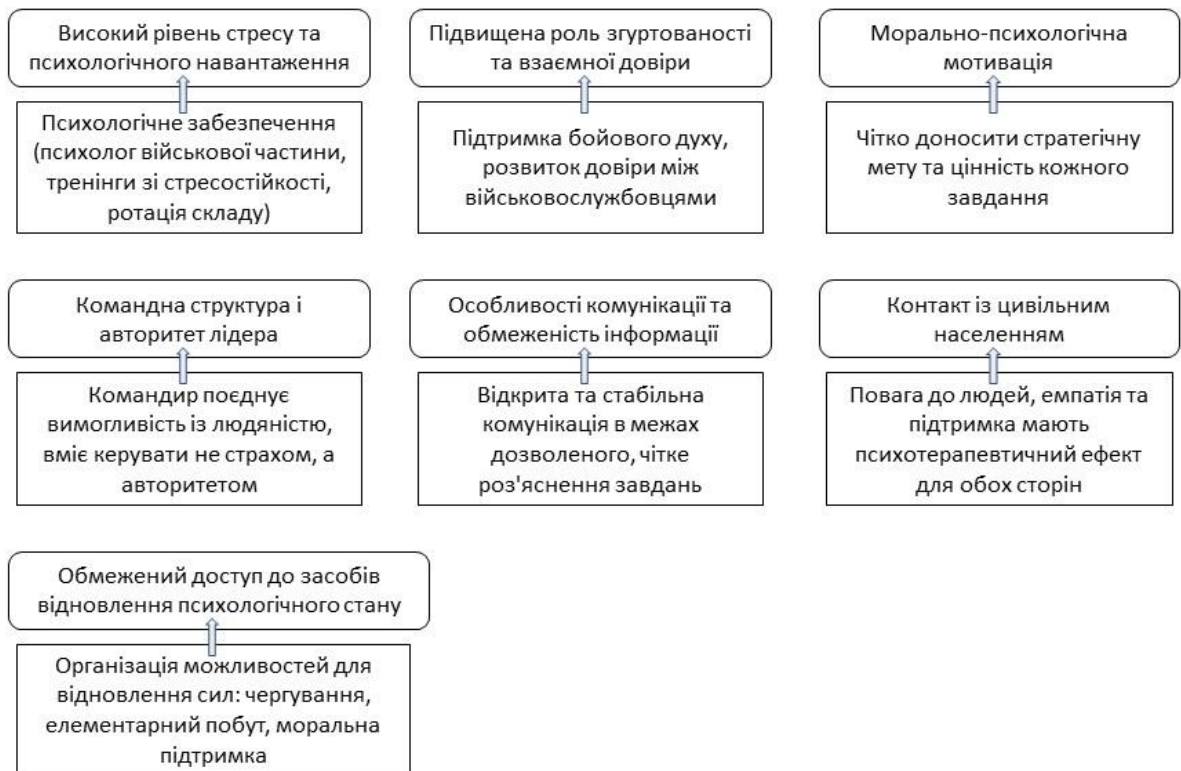 Високий рівень стресу та
психологічного навантаження
Психологічне забезпечення
(психолог військової частини,
тренінги зі стресостійкості,
ротація складу)
Підвищена роль згуртованості
та взаємної довіри
Підтримка бойового духу,
розвиток довіри між
військовослужбовцями
Морально-психологічна
мотивація
Чітко доносити стратегічну
мету та цінність кожного
завдання
Командна структура і
авторитет лідера
Командир поєднує
вимогливість із людяністю,
вміє керувати не страхом, а
авторитетом
Особливості комунікації та
обмеженість інформації
Відкрита та стабільна
комунікація в межах
дозволеного, чітке
роз'яснення завдань
Контакт із цивільним
населенням
Повага до людей, емпатія та
підтримка мають
психотерапевтичний ефект
для обох сторін
Обмежений доступ до засобів
відновлення психологічного стану
Організація можливостей для
відновлення сил: чергування,
елементарний побут, моральна
підтримка